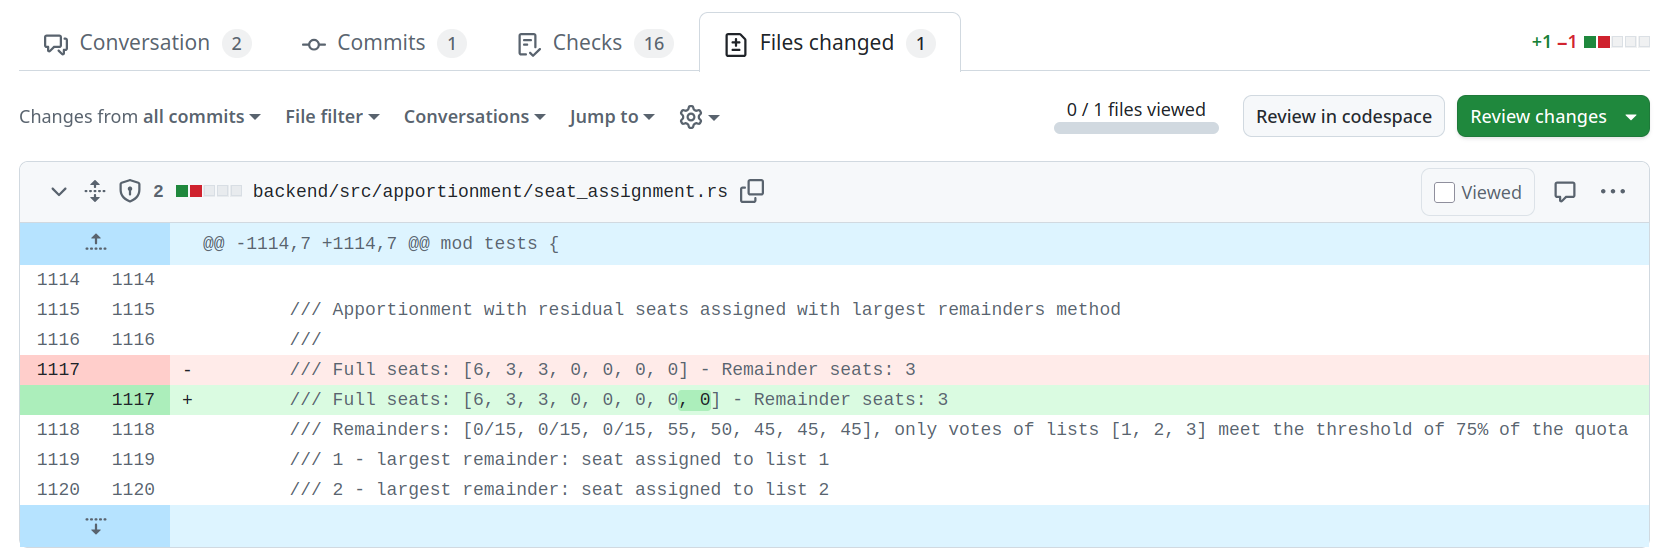 Conversation 2 Commits 1 Checks 16 Files changed 1 +1 −1
Changes from all commits File filter Conversations Jump to 0 / 1 files viewed Review in codespace Review changes
2 backend/src/apportionment/seat_assignment.rs Viewed
@@ -1114,7 +1114,7 @@ mod tests {
1114 1114
1115 1115 /// Apportionment with residual seats assigned with largest remainders method
1116 1116 ///
1117 - /// Full seats: [6, 3, 3, 0, 0, 0, 0] - Remainder seats: 3
1117 + /// Full seats: [6, 3, 3, 0, 0, 0, 0, 0] - Remainder seats: 3
1118 1118 /// Remainders: [0/15, 0/15, 0/15, 55, 50, 45, 45, 45], only votes of lists [1, 2, 3] meet the threshold of 75% of the quota
1119 1119 /// 1 - largest remainder: seat assigned to list 1
1120 1120 /// 2 - largest remainder: seat assigned to list 2